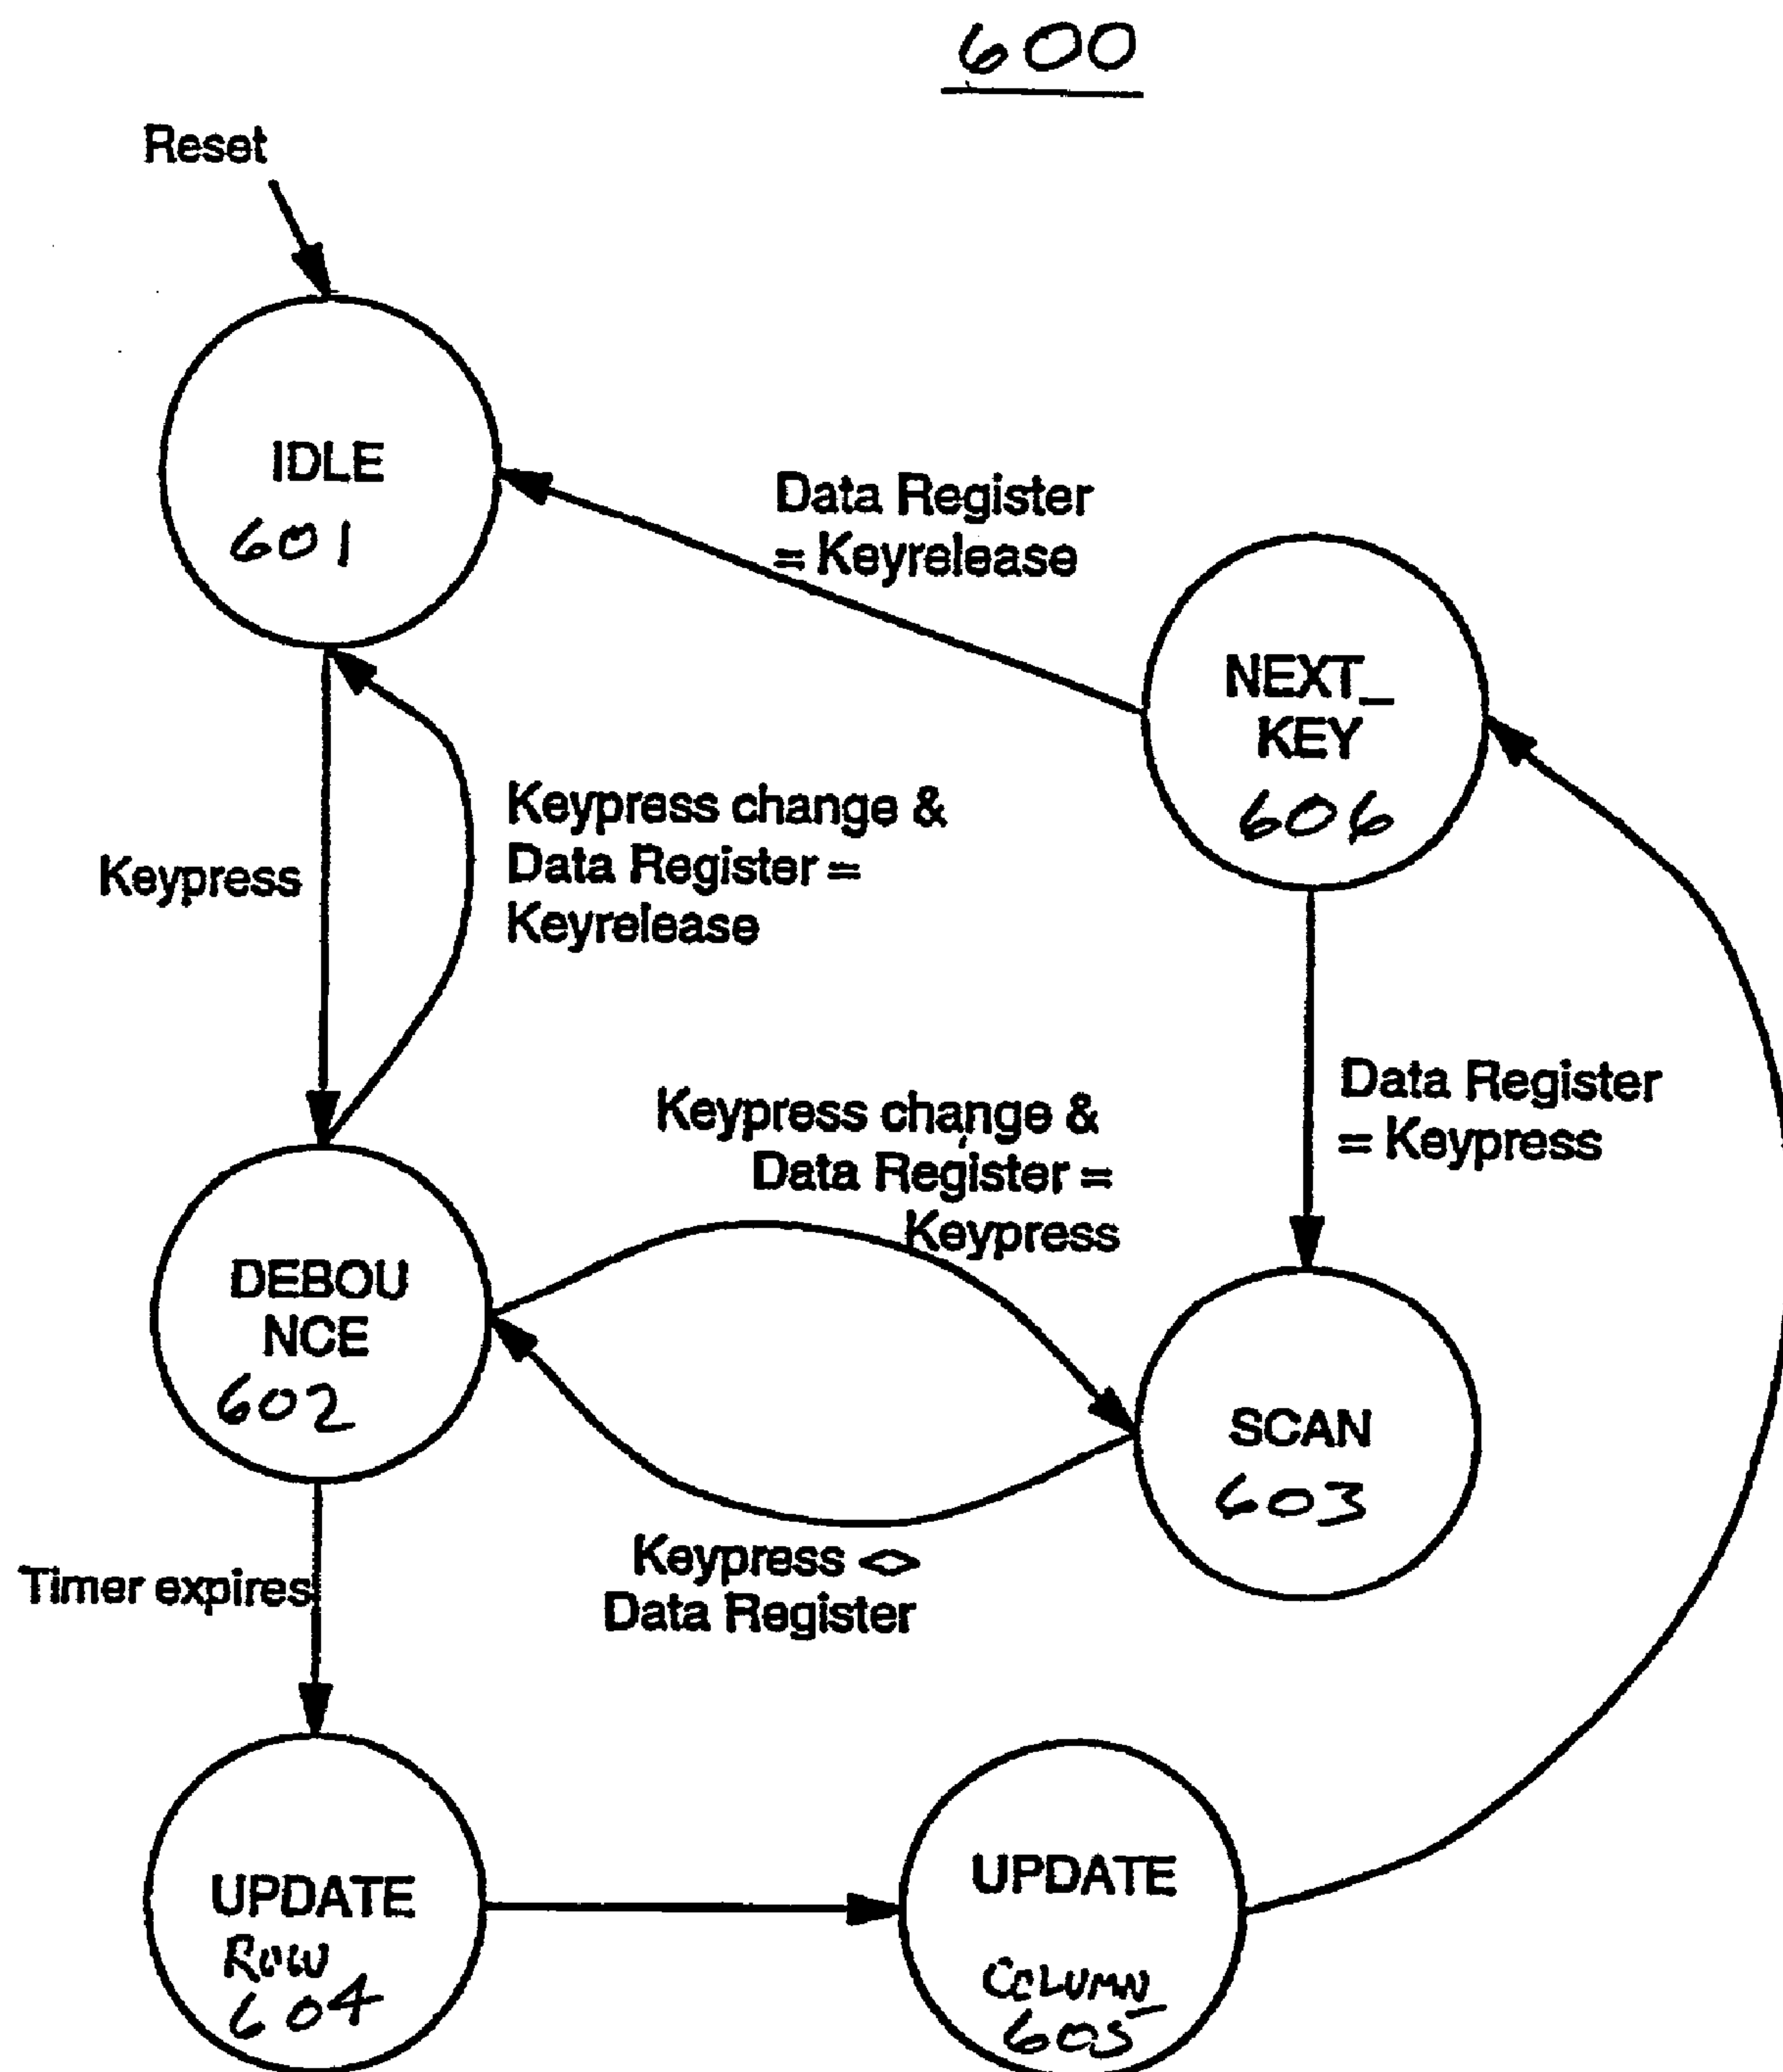 600
Reset
IDLE
601
Data Register
= Keyrelease
NEXT_
KEY
606
Keypress
Keypress change &
Data Register =
Keyrelease
Keypress change &
Data Register =
Keypress
Data Register
= Keypress
DEBOU
NCE
602
SCAN
603
Keypress <>
Data Register
Timer expires
UPDATE
ROW
604
UPDATE
COLUMN
605